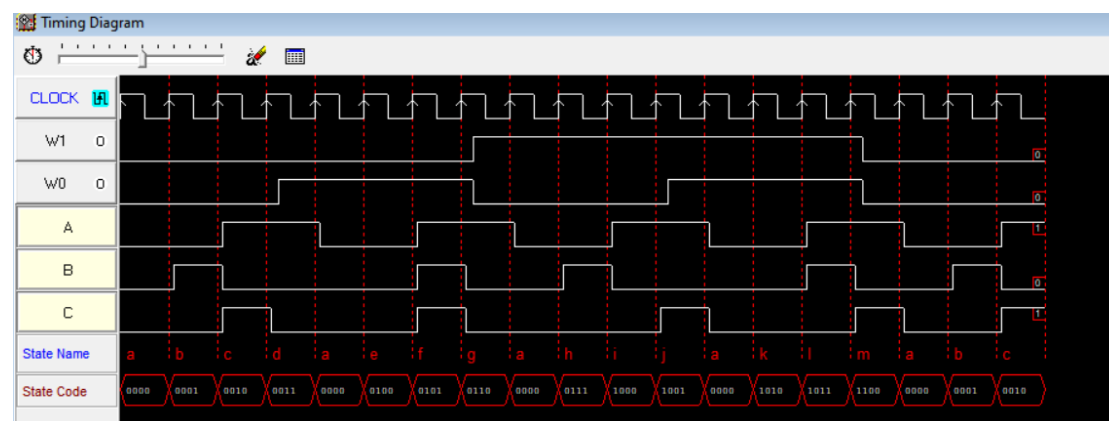 Timing Diagram
CLOCK
W1 0
0
W0 0
0
A
1
B
0
C
1
State Name a b c d a e f g a h i j a k l m a b c
State Code 0000 0001 0010 0011 0000 0100 0101 0110 0000 0111 1000 1001 0000 1010 1011 1100 0000 0001 0010